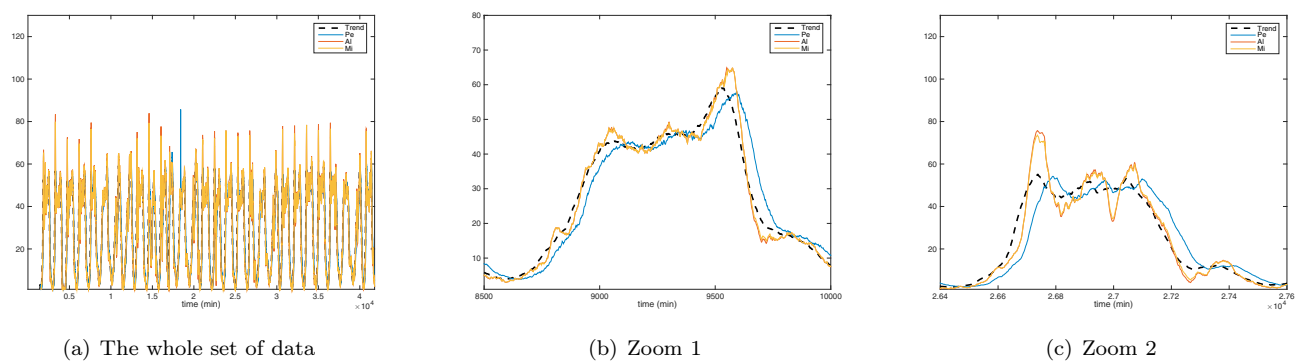 120
100
80
60
40
20
0.5 1 1.5 2 2.5 3 3.5 4
time (min)
×10⁴
Trend
Pe
Al
Mi
(a) The whole set of data
80
70
60
50
40
30
20
10
8500 9000 9500 10000
time (min)
Trend
Pe
Al
Mi
(b) Zoom 1
120
100
80
60
40
20
2.64 2.66 2.68 2.7 2.72 2.74 2.76
time (min)
×10⁴
Trend
Pe
Al
Mi
(c) Zoom 2